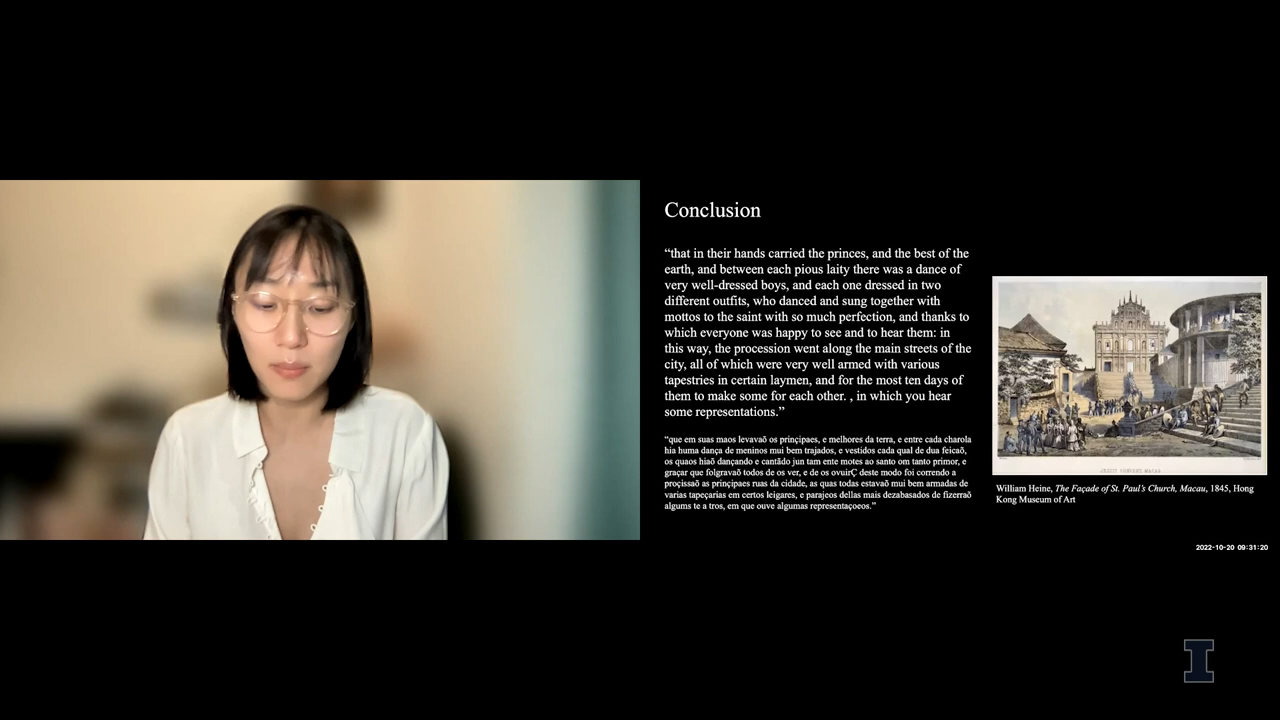 Conclusion
“that in their hands carried the princes, and the best of the
earth, and between each pious laity there was a dance of
very well-dressed boys, and each one dressed in two
different outfits, who danced and sung together with
mottos to the saint with so much perfection, and thanks to
which everyone was happy to see and to hear them: in
this way, the procession went along the main streets of the
city, all of which were very well armed with various
tapestries in certain laymen, and for the most ten days of
them to make some for each other. , in which you hear
some representations.”
“que em suas maos levavaõ os prinçipaes, e melhores da terra, e entre cada charola
hia huma dança de meninos mui bem trajados, e vestidos cada qual de dua feicaõ,
os quaos hiaõ dançando e cantãdo jun tam ente motes ao santo om tanto primor, e
graçar que folgravaõ todos de os ver, e de os ovuirÇ deste modo foi correndo a
proçissaõ as prinçipaes ruas da cidade, as quas todas estavaõ mui bem armadas de
varias tapeçarias em certos leigares, e parajeos dellas mais dezabasados de fizerraõ
algums te a tros, em que ouve algumas representaçoeos.”
JESUIT CONVENT MACAO
William Heine, The Façade of St. Paul’s Church, Macau, 1845, Hong
Kong Museum of Art
2022-10-20 09:31:20
I